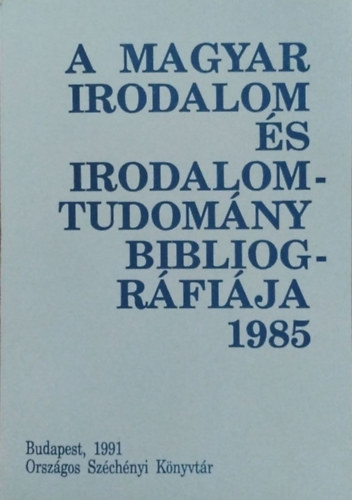 A MAGYAR
IRODALOM
ÉS
IRODALOM-
TUDOMÁNY
BIBLIOG-
RÁFIÁJA
1985
Budapest, 1991
Országos Széchényi Könyvtár